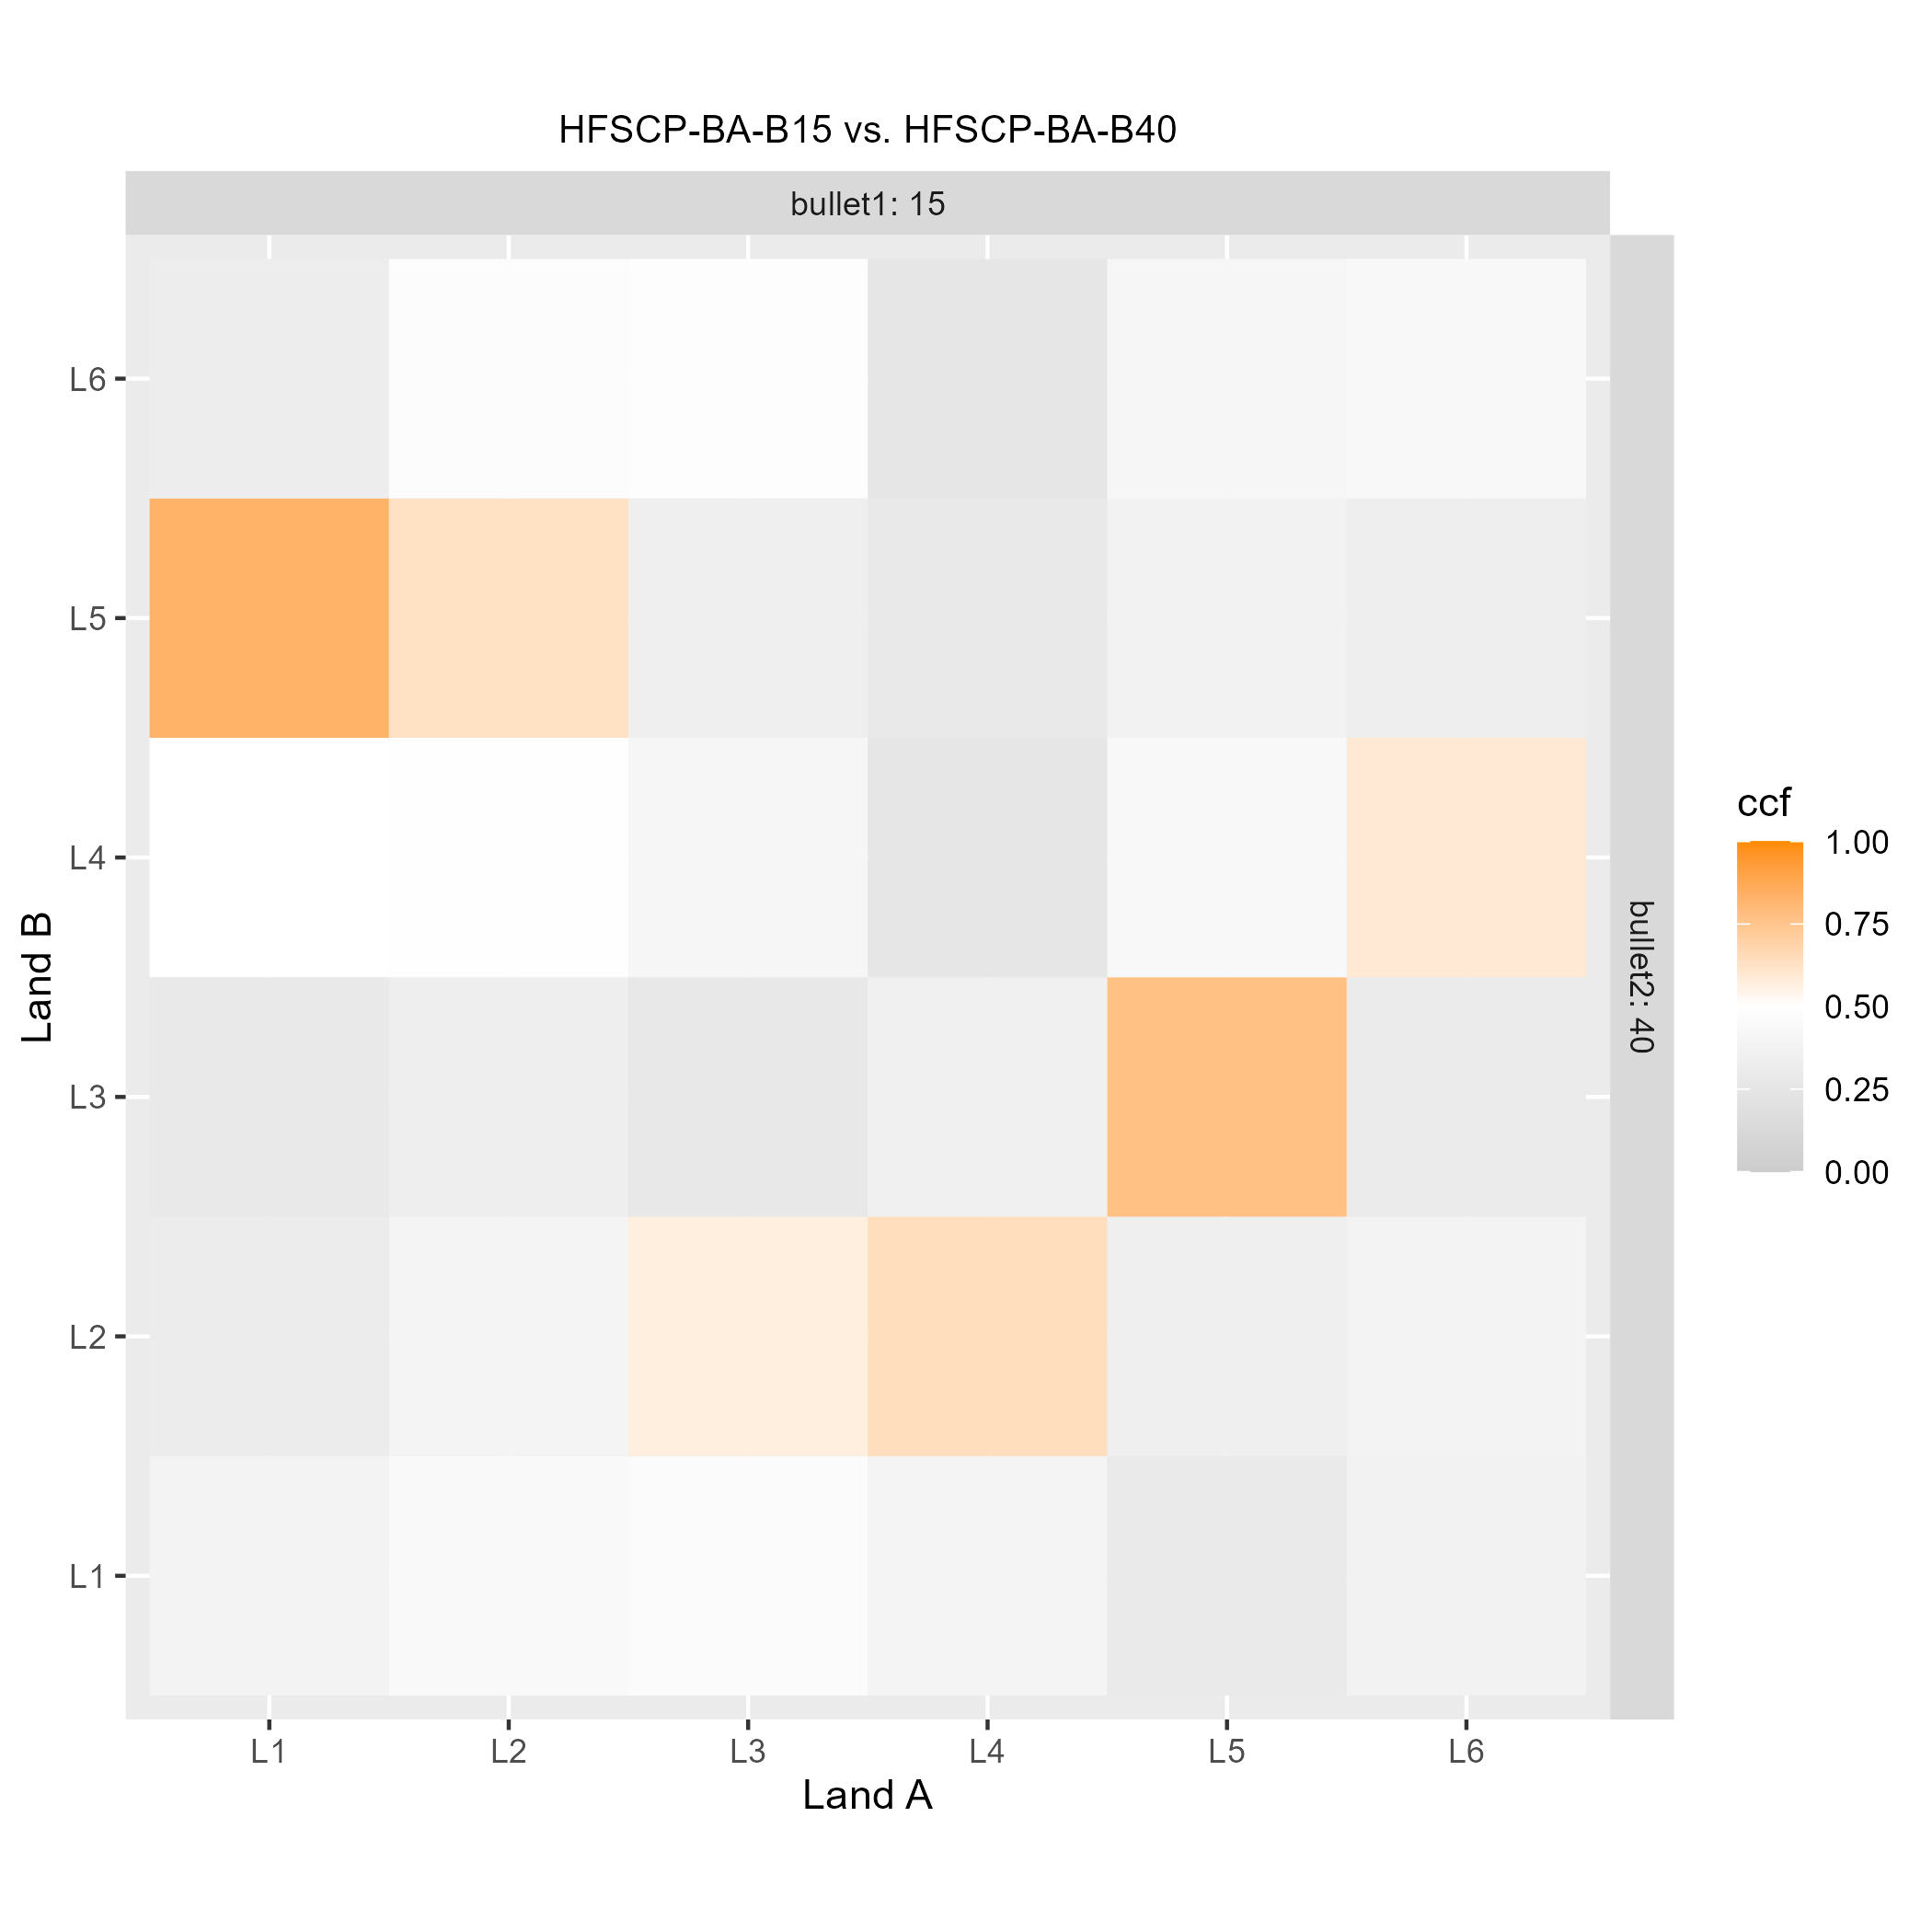 HFSCP-BA-B15 vs. HFSCP-BA-B40
bullet1: 15
L6
L5
L4
L3
L2
L1
Land B
L1
L2
L3
L4
L5
L6
Land A
bullet2: 40
ccf
1.00
0.75
0.50
0.25
0.00